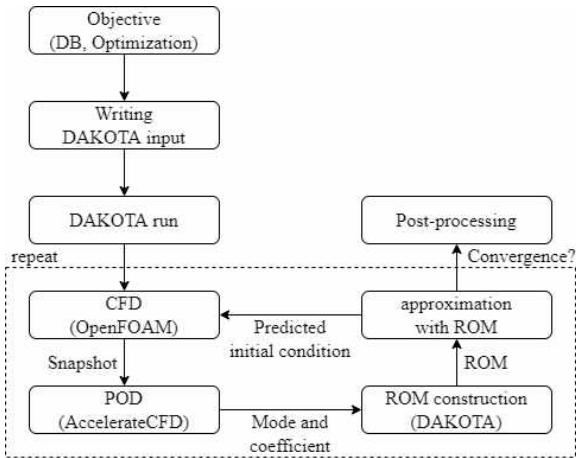 Objective
(DB, Optimization)
Writing
DAKOTA input
DAKOTA run
Post-processing
repeat
Convergence?
CFD
(OpenFOAM)
Predicted
initial condition
approximation
with ROM
Snapshot
ROM
POD
(AccelerateCFD)
Mode and
coefficient
ROM construction
(DAKOTA)